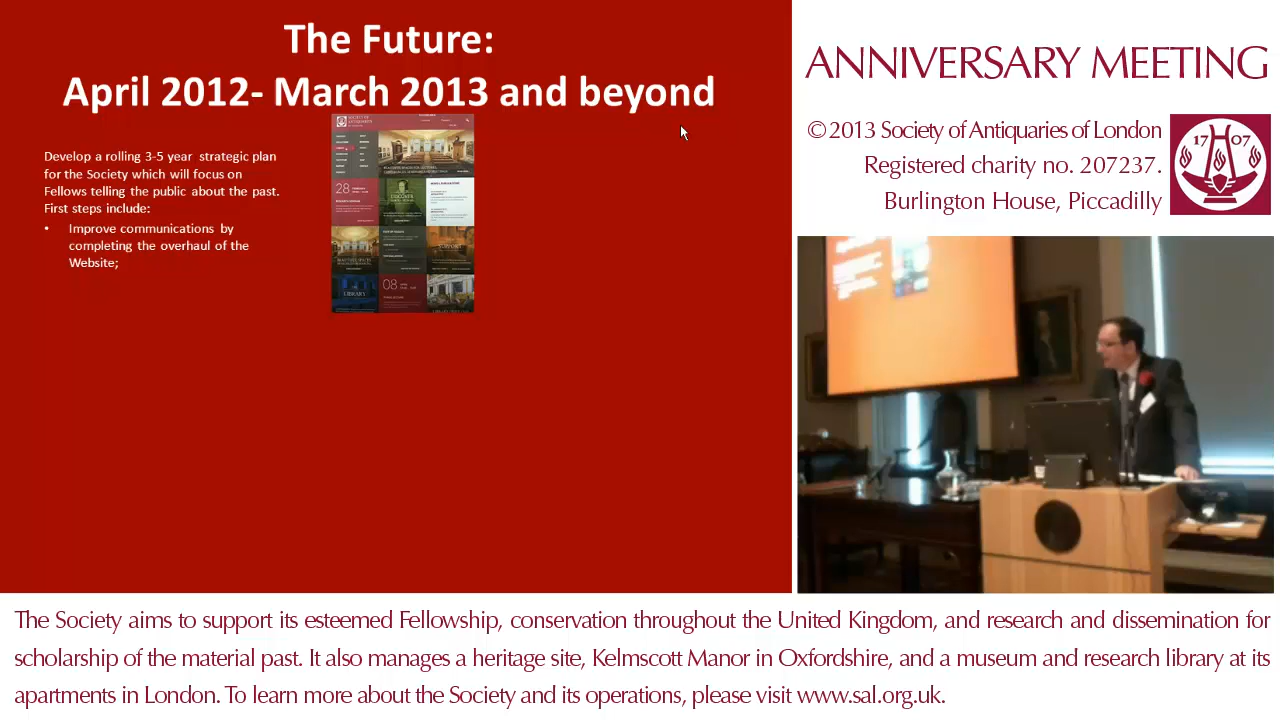 The Future:
April 2012- March 2013 and beyond
Develop a rolling 3-5 year strategic plan
for the Society which will focus on
Fellows telling the public about the past.
First steps include:
• Improve communications by
completing the overhaul of the
Website;
28
DISCOVER
SUPPORT
LIBRARY
08
ANNIVERSARY MEETING
© 2013 Society of Antiquaries of London
Registered charity no. 207237.
Burlington House, Piccadilly
17 07
The Society aims to support its esteemed Fellowship, conservation throughout the United Kingdom, and research and dissemination for
scholarship of the material past. It also manages a heritage site, Kelmscott Manor in Oxfordshire, and a museum and research library at its
apartments in London. To learn more about the Society and its operations, please visit www.sal.org.uk.